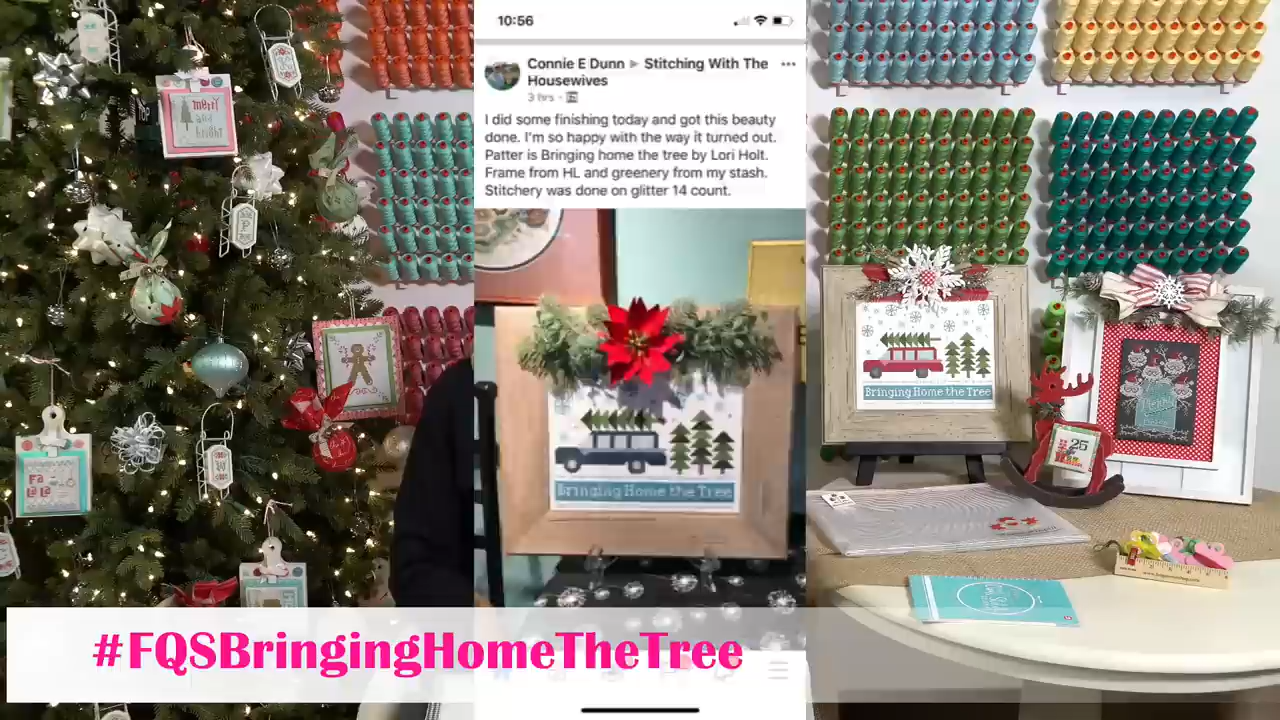 10:56
Connie E Dunn ▸ Stitching With The
Housewives
3 hrs ·
I did some finishing today and got this beauty
done. I'm so happy with the way it turned out.
Patter is Bringing home the tree by Lori Holt.
Frame from HL and greenery from my stash.
Stitchery was done on glitter 14 count.
merry
and
bright
P
Fa
La La
W
Bringing Home the Tree
Bringing Home the Tree
25
#FQSBringingHomeTheTree